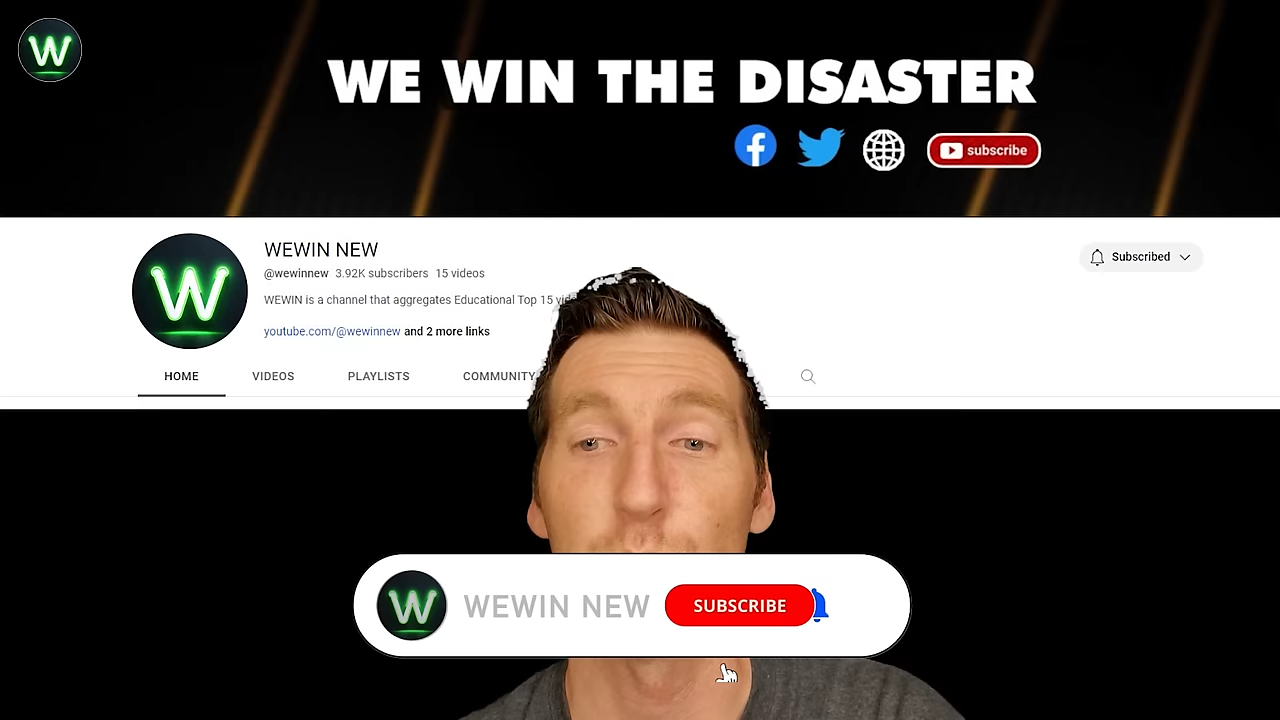 W
WE WIN THE DISASTER
subscribe
W
WEWIN NEW
@wewinnew 3.92K subscribers 15 videos
Subscribed
WEWIN is a channel that aggregates Educational Top 15
youtube.com/@wewinnew and 2 more links
HOME VIDEOS PLAYLISTS COMMUNITY
W
WEWIN NEW
SUBSCRIBE